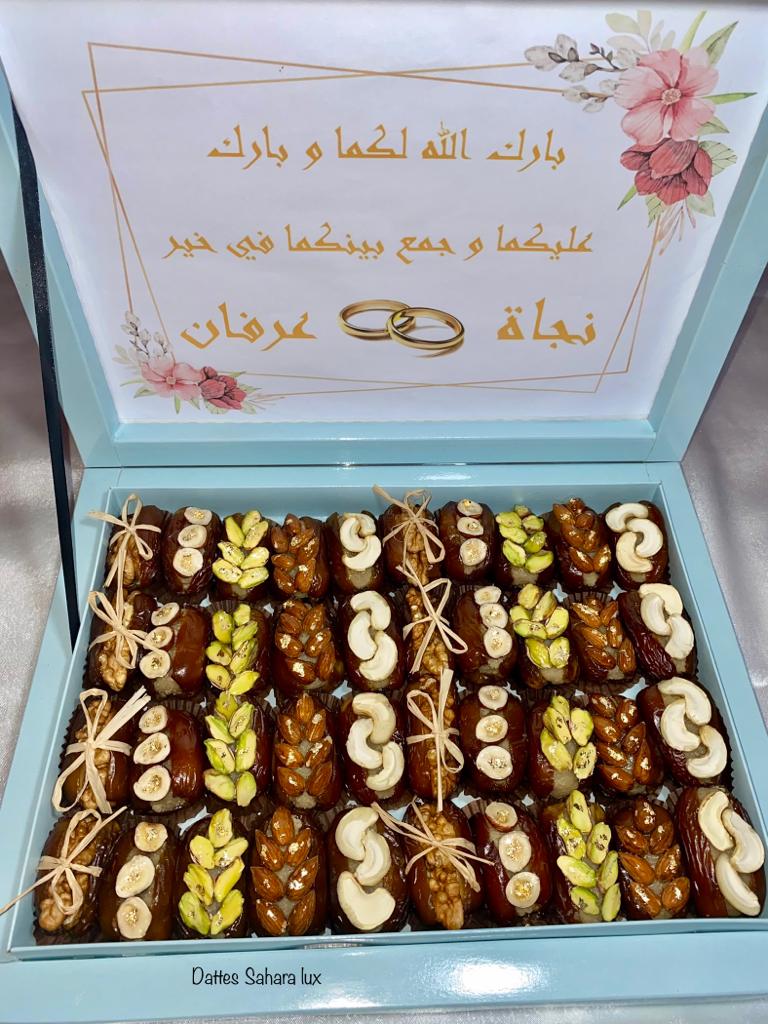 بارك الله لكما و بارك
عليكما و جمع بينكما في خير
نجاة عرفان
Dattes Sahara lux